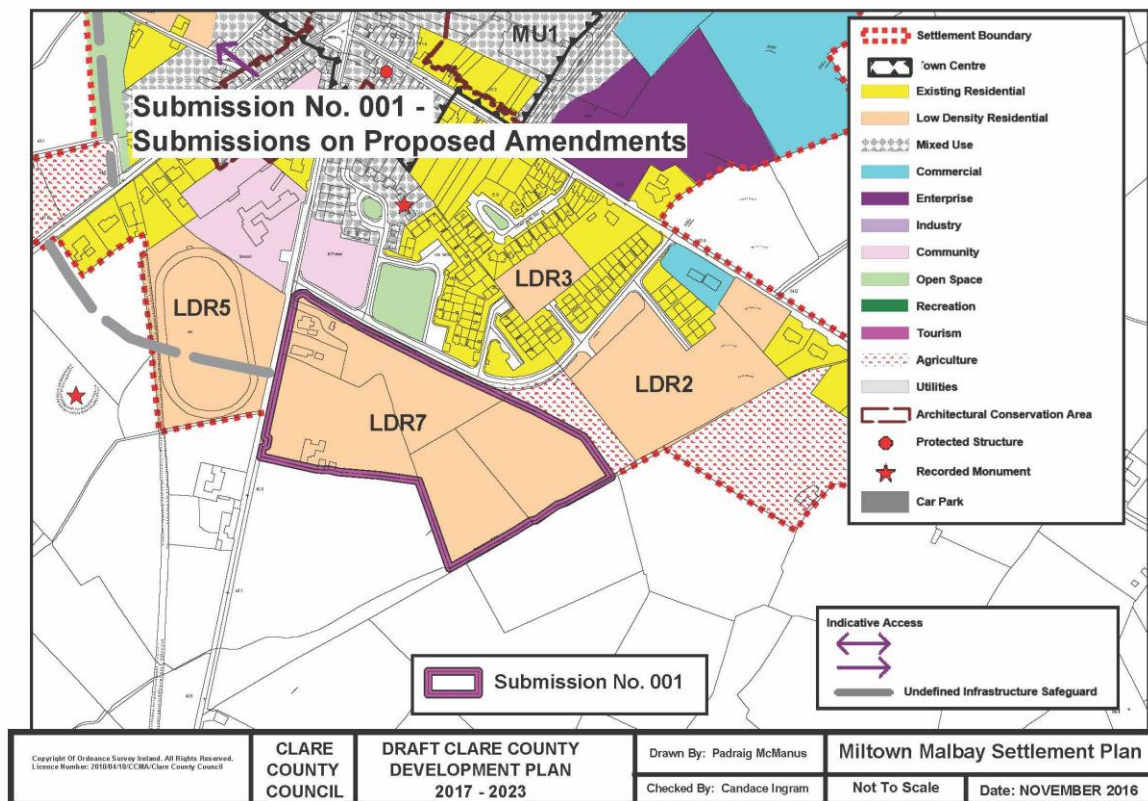 MU1
Submission No. 001 -
Submissions on Proposed Amendments
LDR5
LDR3
LDR2
LDR7
Settlement Boundary
Town Centre
Existing Residential
Low Density Residential
Mixed Use
Commercial
Enterprise
Industry
Community
Open Space
Recreation
Tourism
Agriculture
Utilities
Architectural Conservation Area
Protected Structure
Recorded Monument
Car Park
Indicative Access
Undefined Infrastructure Safeguard
Submission No. 001
Copyright Of Ordnance Survey Ireland. All Rights Reserved.
Licence Number: 2010/04/10/CCMA/Clare County Council
CLARE
COUNTY
COUNCIL
DRAFT CLARE COUNTY
DEVELOPMENT PLAN
2017 - 2023
Drawn By: Padraig McManus
Checked By: Candace Ingram
Miltown Malbay Settlement Plan
Not To Scale
Date: NOVEMBER 2016